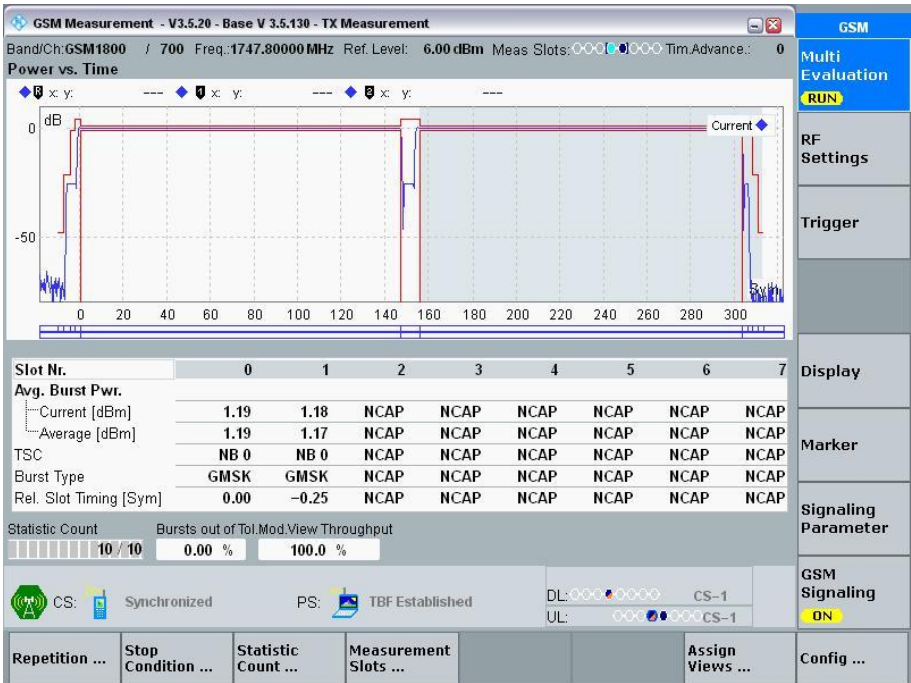 GSM Measurement - V3.5.20 - Base V 3.5.130 - TX Measurement
GSM
Band/Ch:GSM1800 / 700 Freq.:1747.80000 MHz Ref. Level: 6.00 dBm Meas Slots: Tim.Advance.: 0
Multi Evaluation
RUN
Power vs. Time
R x: y: --- 1 x: y: --- 2 x: y: ---
dB
Current
0
-50
Sym
0 20 40 60 80 100 120 140 160 180 200 220 240 260 280 300
RF Settings
Trigger
Slot Nr. 0 1 2 3 4 5 6 7
Avg. Burst Pwr.
Current [dBm] 1.19 1.18 NCAP NCAP NCAP NCAP NCAP NCAP
Average [dBm] 1.19 1.17 NCAP NCAP NCAP NCAP NCAP NCAP
TSC NB 0 NB 0 NCAP NCAP NCAP NCAP NCAP NCAP
Burst Type GMSK GMSK NCAP NCAP NCAP NCAP NCAP NCAP
Rel. Slot Timing [Sym] 0.00 −0.25 NCAP NCAP NCAP NCAP NCAP NCAP
Display
Marker
Signaling Parameter
Statistic Count Bursts out of Tol. Mod.View Throughput
10 / 10 0.00 % 100.0 %
CS: Synchronized PS: TBF Established DL: CS−1
UL: CS−1
GSM Signaling
ON
Repetition ...
Stop Condition ...
Statistic Count ...
Measurement Slots ...
Assign Views ...
Config ...